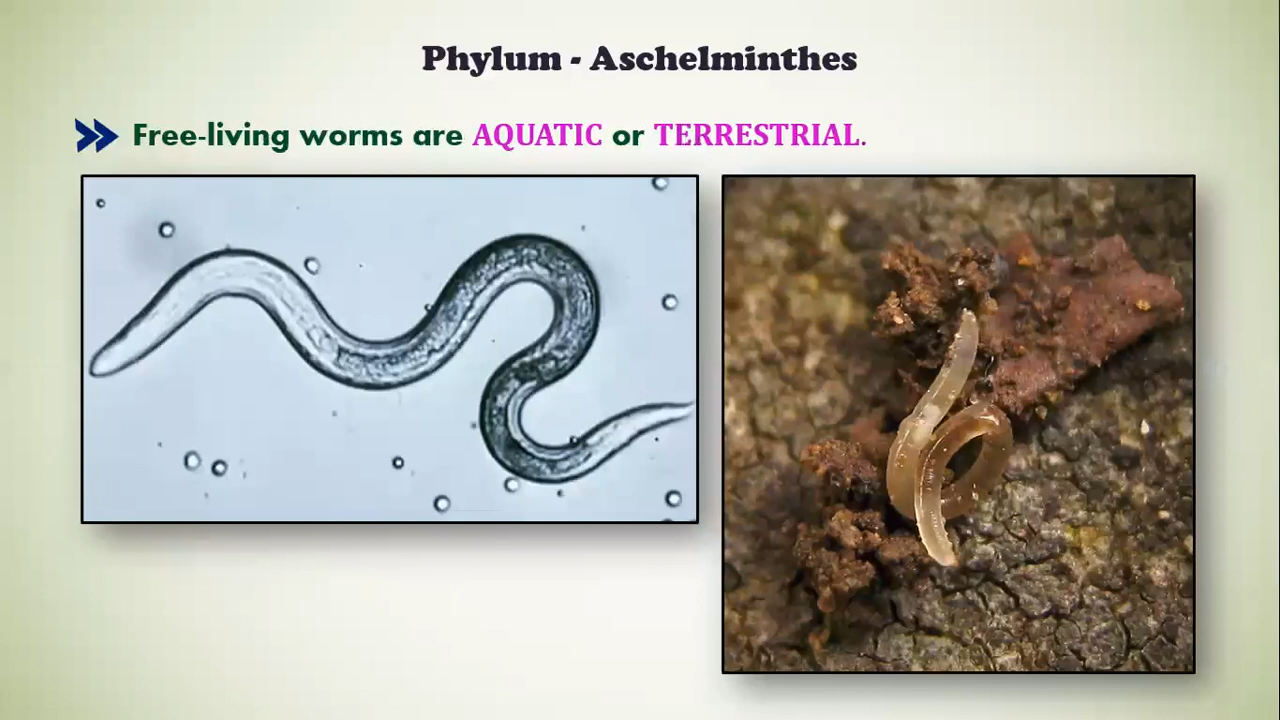 Phylum - Aschelminthes
Free-living worms are AQUATIC or TERRESTRIAL.